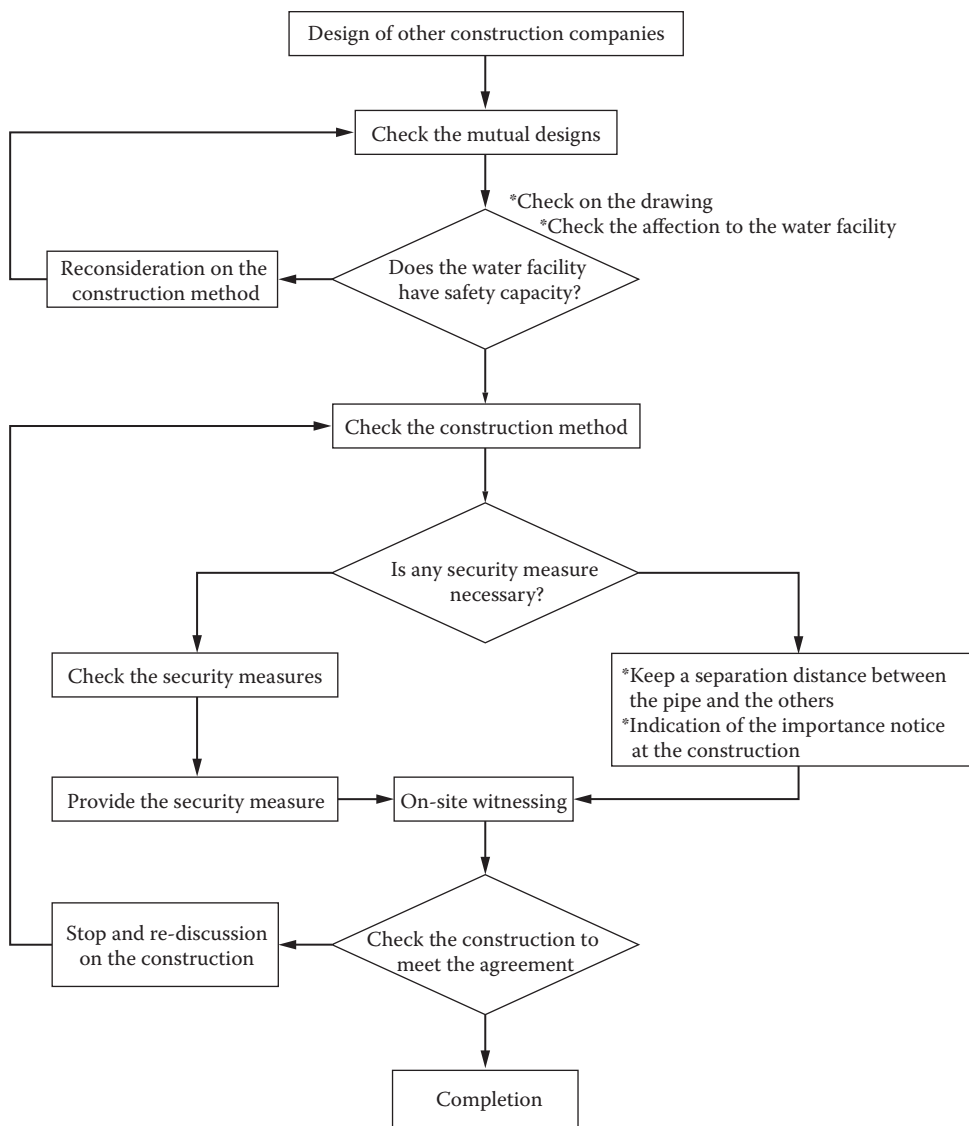 Design of other construction companies
Check the mutual designs
*Check on the drawing
*Check the affection to the water facility
Does the water facility
have safety capacity?
Reconsideration on the
construction method
Check the construction method
Is any security measure
necessary?
Check the security measures
*Keep a separation distance between
the pipe and the others
*Indication of the importance notice
at the construction
Provide the security measure
On-site witnessing
Stop and re-discussion
on the construction
Check the construction to
meet the agreement
Completion